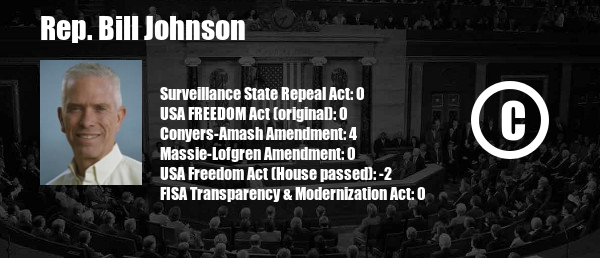 Rep. Bill Johnson
Surveillance State Repeal Act: 0
USA FREEDOM Act (original): 0
Conyers-Amash Amendment: 4
Massie-Lofgren Amendment: 0
USA Freedom Act (House passed): -2
FISA Transparency & Modernization Act: 0
C